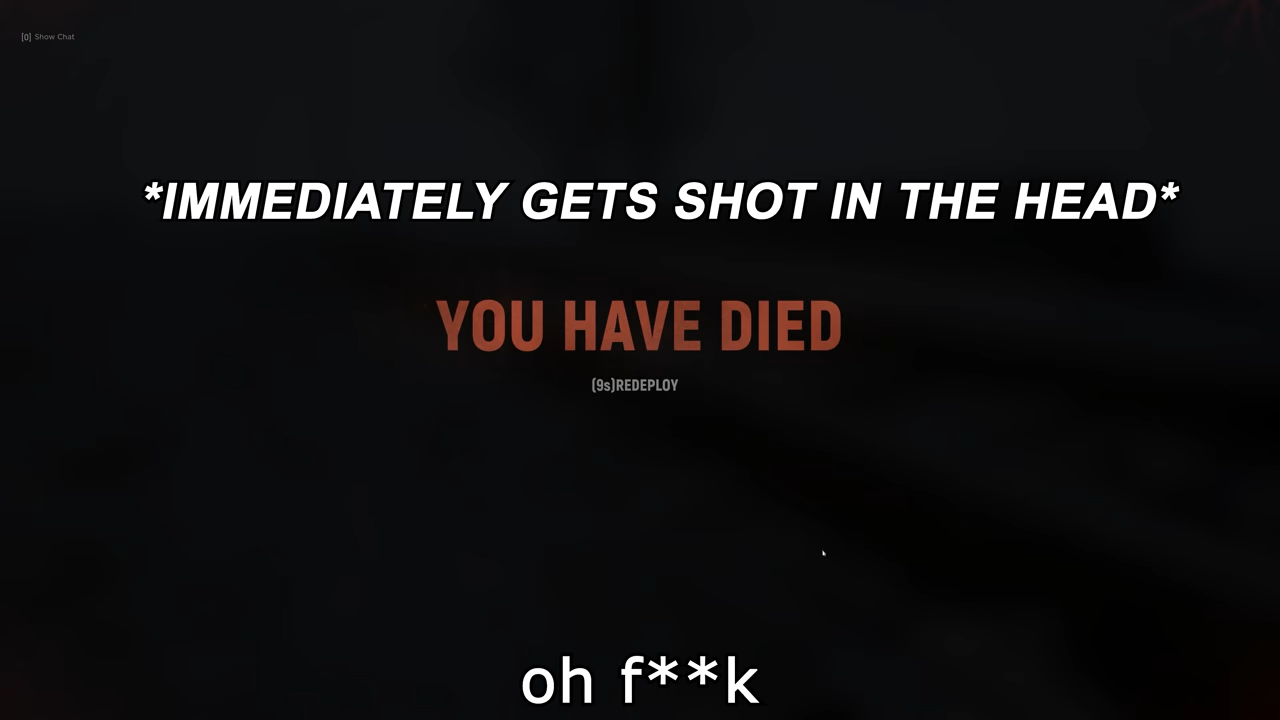 [0] Show Chat
*IMMEDIATELY GETS SHOT IN THE HEAD*
YOU HAVE DIED
(9s)REDEPLOY
oh f**k